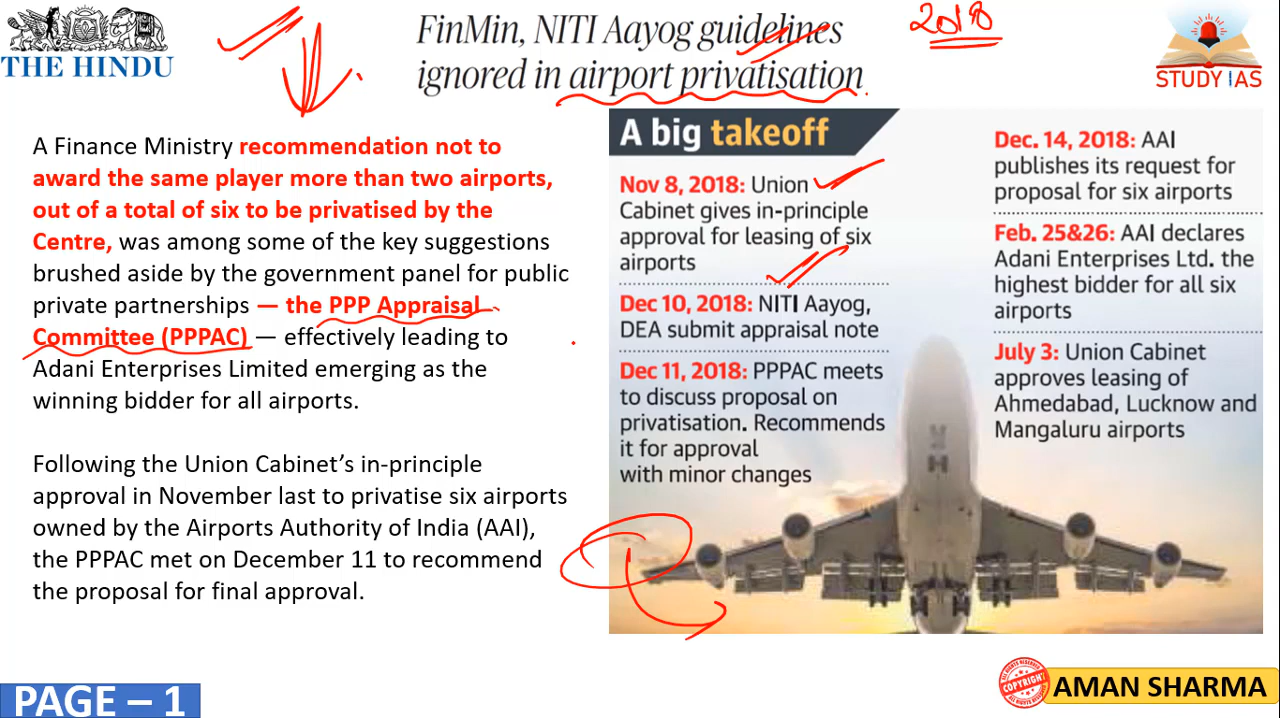 THE HINDU
FinMin, NITI Aayog guidelines
ignored in airport privatisation
2018
STUDY IAS
A Finance Ministry recommendation not to
award the same player more than two airports,
out of a total of six to be privatised by the
Centre, was among some of the key suggestions
brushed aside by the government panel for public
private partnerships — the PPP Appraisal
Committee (PPPAC) — effectively leading to
Adani Enterprises Limited emerging as the
winning bidder for all airports.
Following the Union Cabinet’s in-principle
approval in November last to privatise six airports
owned by the Airports Authority of India (AAI),
the PPPAC met on December 11 to recommend
the proposal for final approval.
A big takeoff
Nov 8, 2018: Union
Cabinet gives in-principle
approval for leasing of six
airports
Dec 10, 2018: NITI Aayog,
DEA submit appraisal note
Dec 11, 2018: PPPAC meets
to discuss proposal on
privatisation. Recommends
it for approval
with minor changes
Dec. 14, 2018: AAI
publishes its request for
proposal for six airports
Feb. 25&26: AAI declares
Adani Enterprises Ltd. the
highest bidder for all six
airports
July 3: Union Cabinet
approves leasing of
Ahmedabad, Lucknow and
Mangaluru airports
PAGE – 1
COPYRIGHT
AMAN SHARMA